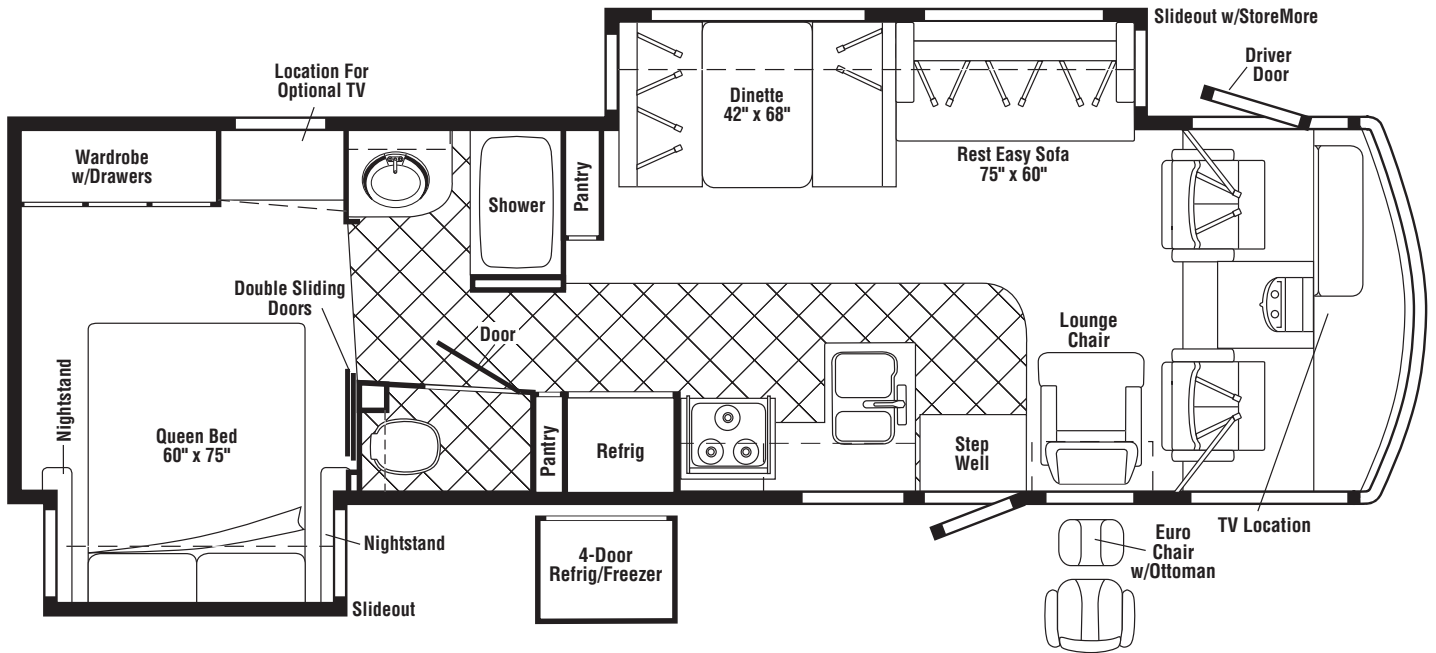 Slideout w/StoreMore
Driver
Door
Location For
Optional TV
Dinette
42" x 68"
Rest Easy Sofa
75" x 60"
Wardrobe
w/Drawers
Shower
Pantry
Double Sliding
Doors
Door
Lounge
Chair
Nightstand
Queen Bed
60" x 75"
Pantry
Refrig
Step
Well
TV Location
Nightstand
4-Door
Refrig/Freezer
Euro
Chair
w/Ottoman
Slideout